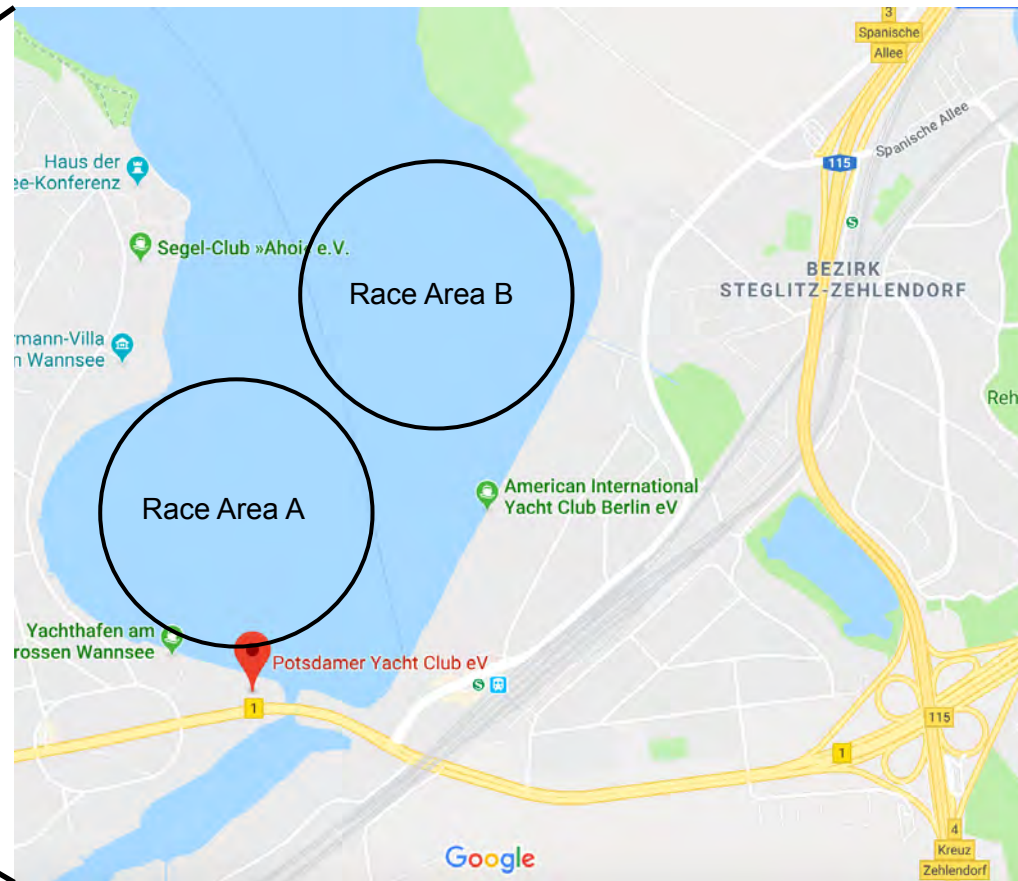 3
Spanische
Allee
Spanische Allee
115
Haus der
ee-Konferenz
S
Segel-Club »Ahoi« e.V.
BEZIRK
STEGLITZ-ZEHLENDORF
Race Area B
rmann-Villa
n Wannsee
Reh
American International
Yacht Club Berlin eV
Race Area A
Yachthafen am
rossen Wannsee
Potsdamer Yacht Club eV
S
1
115
1
4
Kreuz
Zehlendorf
Google